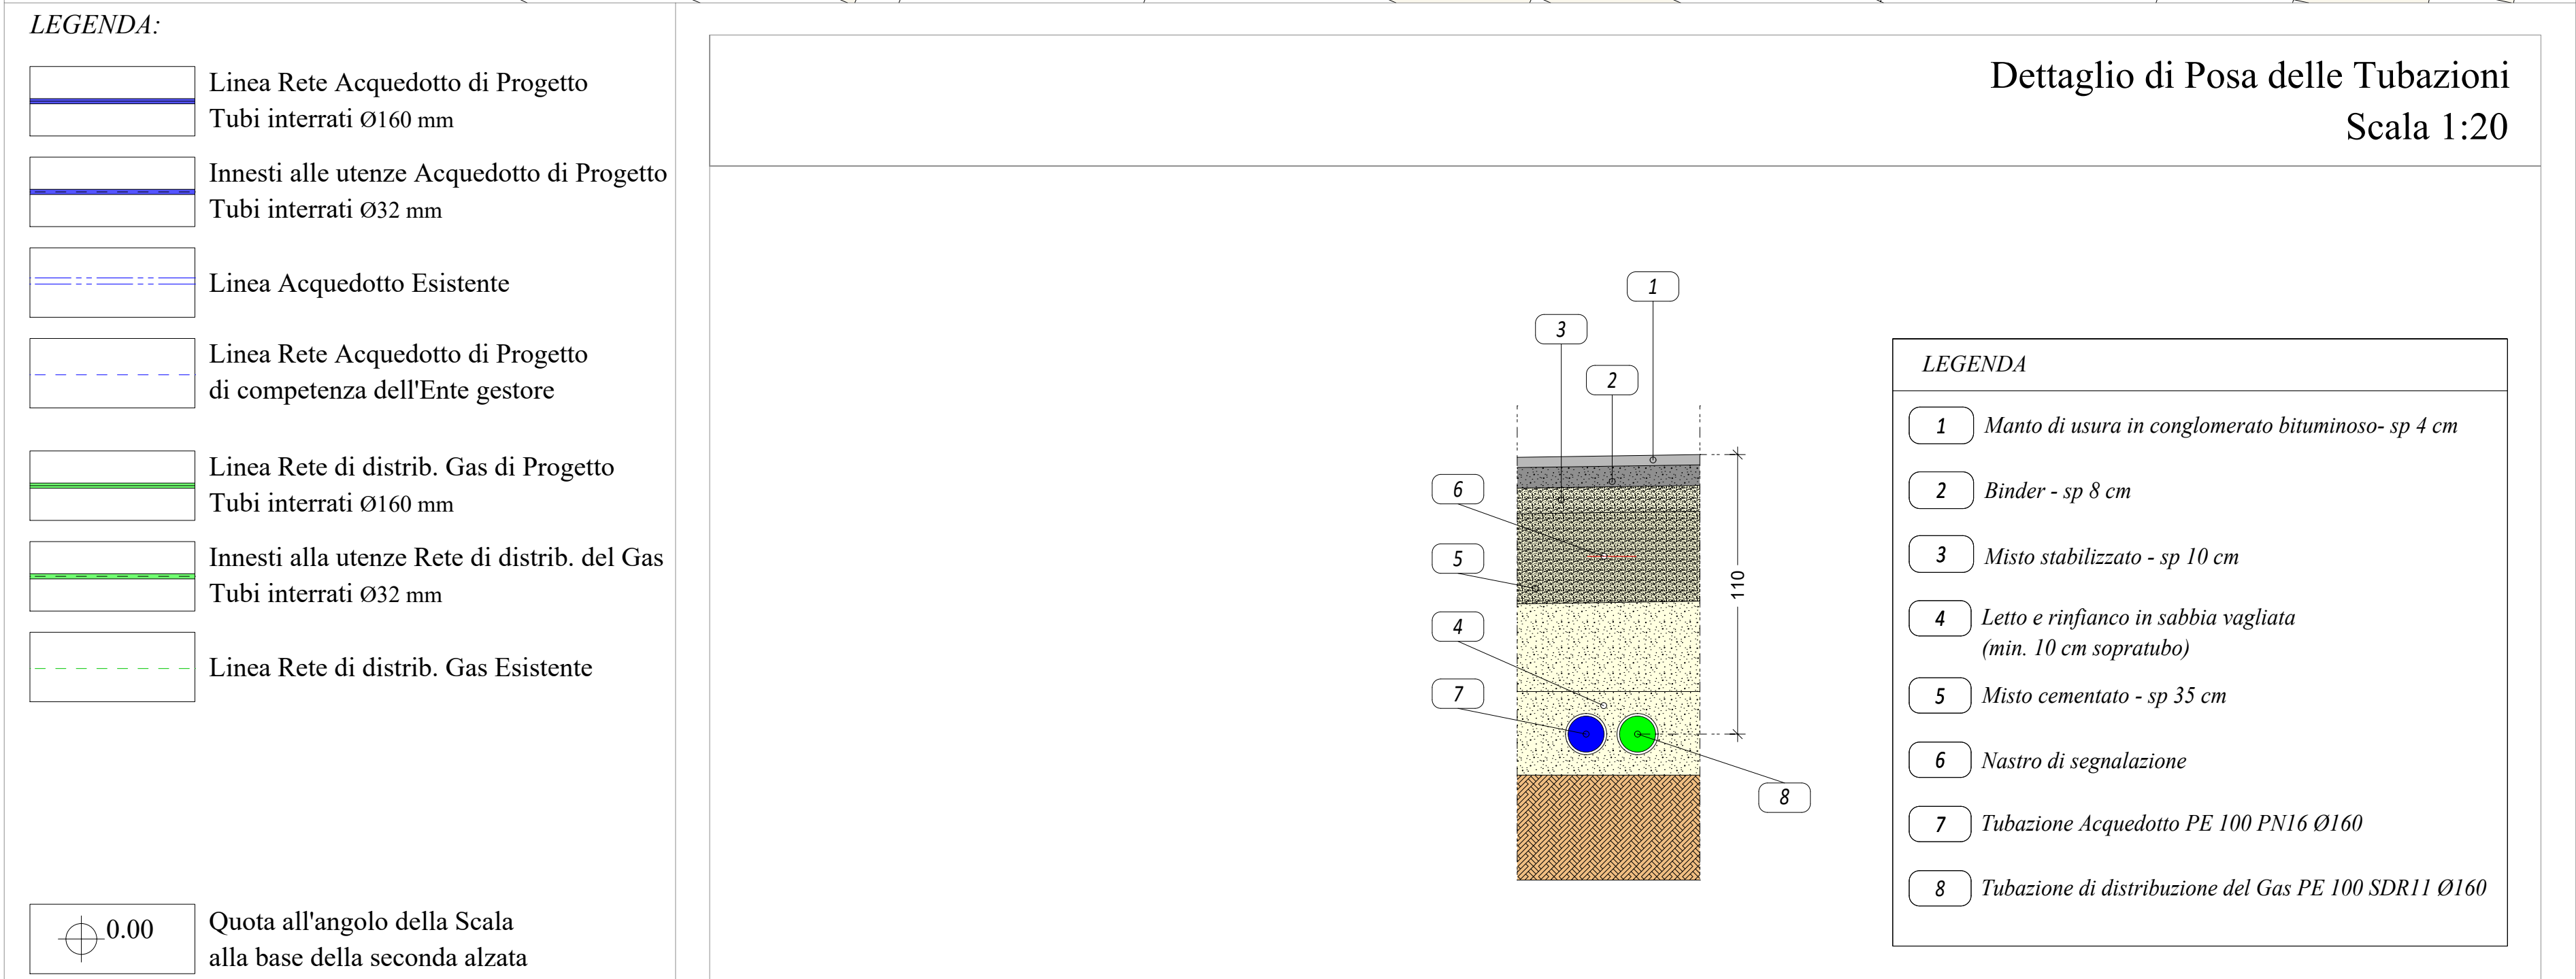 LEGENDA:
Linea Rete Acquedotto di Progetto
Tubi interrati Ø160 mm
Innesti alle utenze Acquedotto di Progetto
Tubi interrati Ø32 mm
Linea Acquedotto Esistente
Linea Rete Acquedotto di Progetto
di competenza dell'Ente gestore
Linea Rete di distrib. Gas di Progetto
Tubi interrati Ø160 mm
Innesti alla utenze Rete di distrib. del Gas
Tubi interrati Ø32 mm
Linea Rete di distrib. Gas Esistente
0.00
Quota all'angolo della Scala
alla base della seconda alzata
Dettaglio di Posa delle Tubazioni
Scala 1:20
1
3
2
6
5
4
7
8
110
LEGENDA
1 Manto di usura in conglomerato bituminoso- sp 4 cm
2 Binder - sp 8 cm
3 Misto stabilizzato - sp 10 cm
4 Letto e rinfianco in sabbia vagliata
(min. 10 cm sopratubo)
5 Misto cementato - sp 35 cm
6 Nastro di segnalazione
7 Tubazione Acquedotto PE 100 PN16 Ø160
8 Tubazione di distribuzione del Gas PE 100 SDR11 Ø160